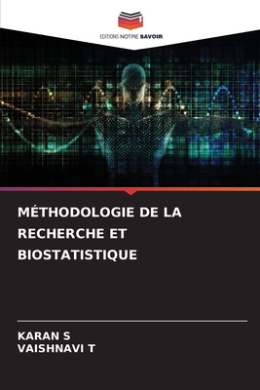 EDITIONS NOTRE SAVOIR
MÉTHODOLOGIE DE LA
RECHERCHE ET
BIOSTATISTIQUE
KARAN S
VAISHNAVI T